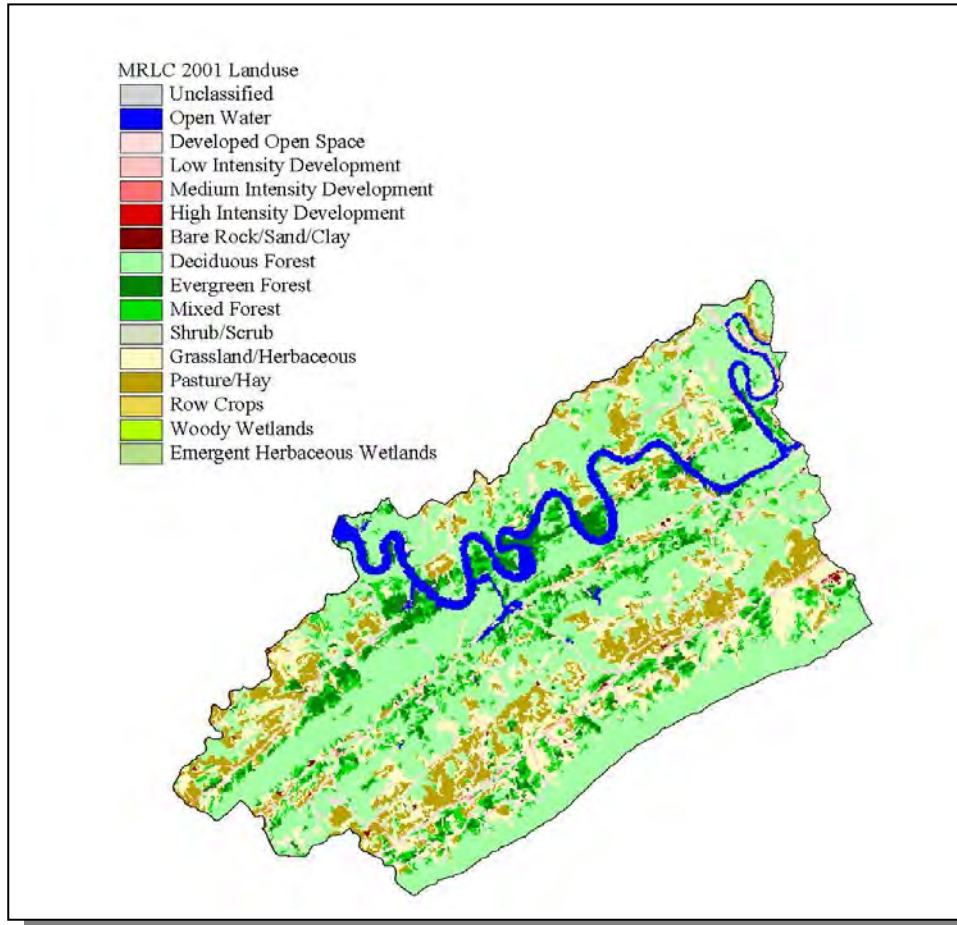 MRLC 2001 Landuse
Unclassified
Open Water
Developed Open Space
Low Intensity Development
Medium Intensity Development
High Intensity Development
Bare Rock/Sand/Clay
Deciduous Forest
Evergreen Forest
Mixed Forest
Shrub/Scrub
Grassland/Herbaceous
Pasture/Hay
Row Crops
Woody Wetlands
Emergent Herbaceous Wetlands